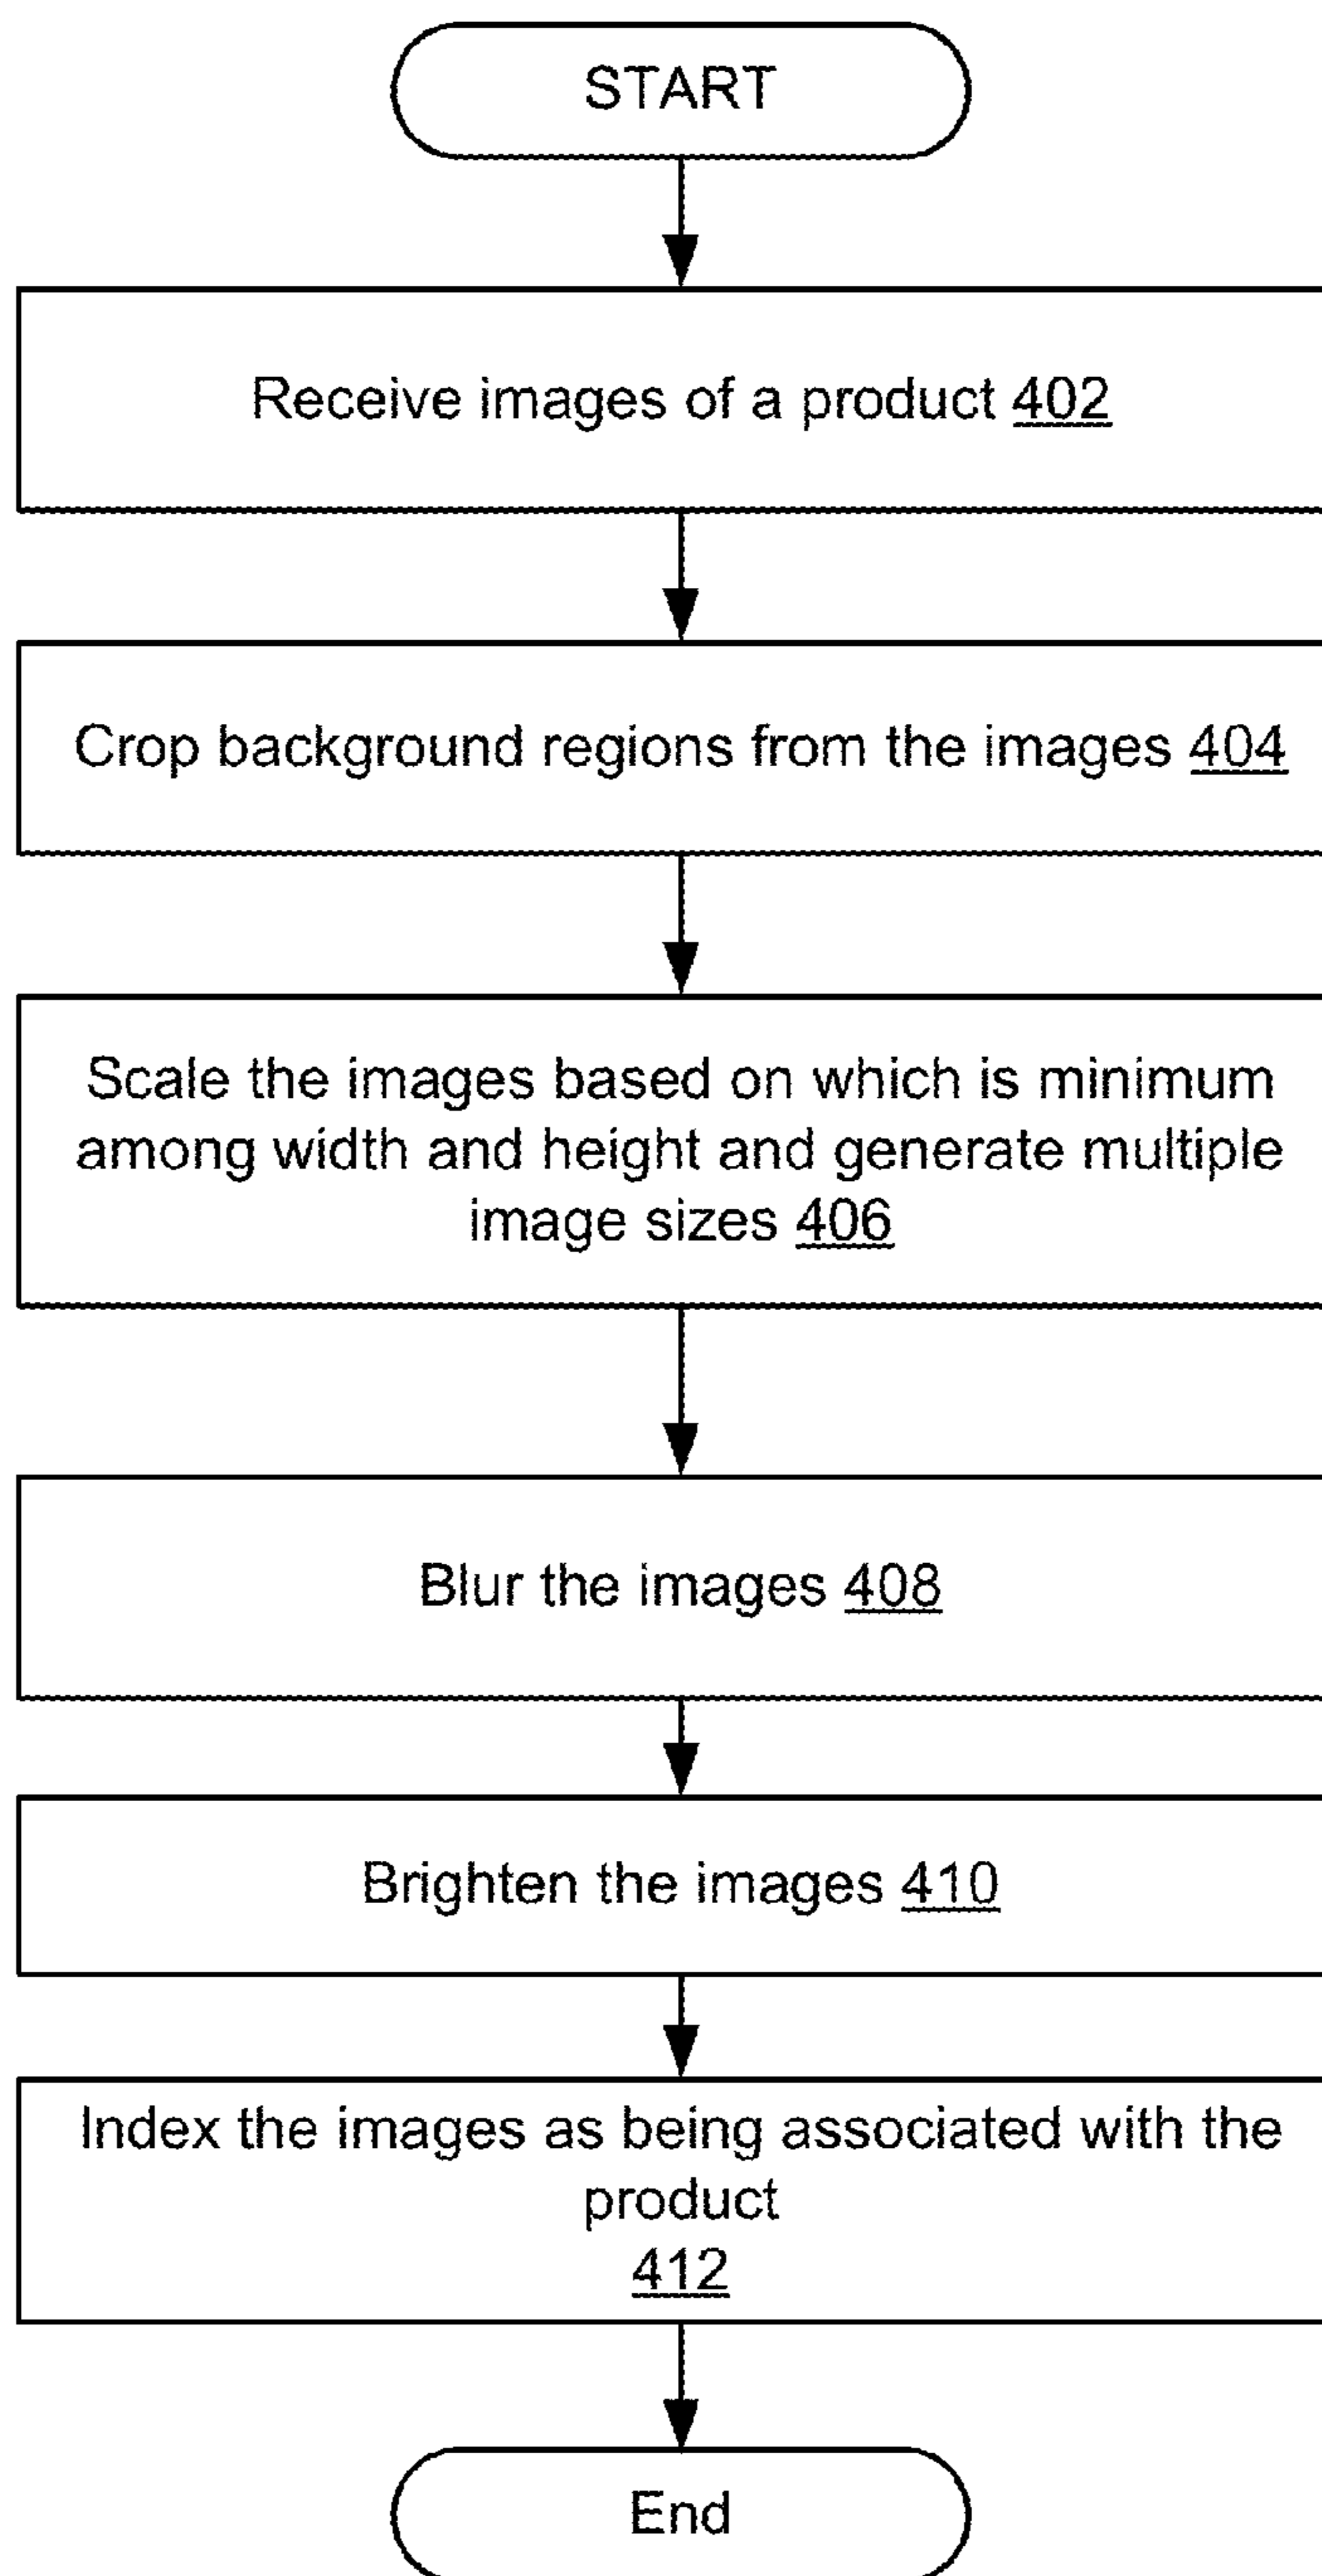 START
Receive images of a product 402
Crop background regions from the images 404
Scale the images based on which is minimum
among width and height and generate multiple
image sizes 406
Blur the images 408
Brighten the images 410
Index the images as being associated with the
product
412
End